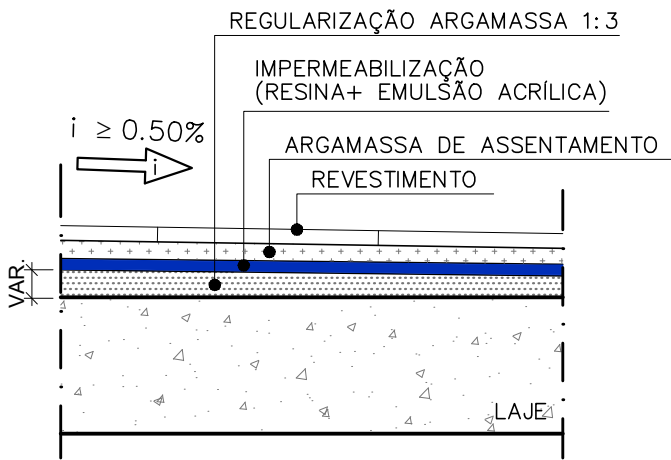 REGULARIZAÇÃO ARGAMASSA 1:3
IMPERMEABILIZAÇÃO
(RESINA+ EMULSÃO ACRÍLICA)
i ≥ 0.50%
i
ARGAMASSA DE ASSENTAMENTO
REVESTIMENTO
VAR.
LAJE